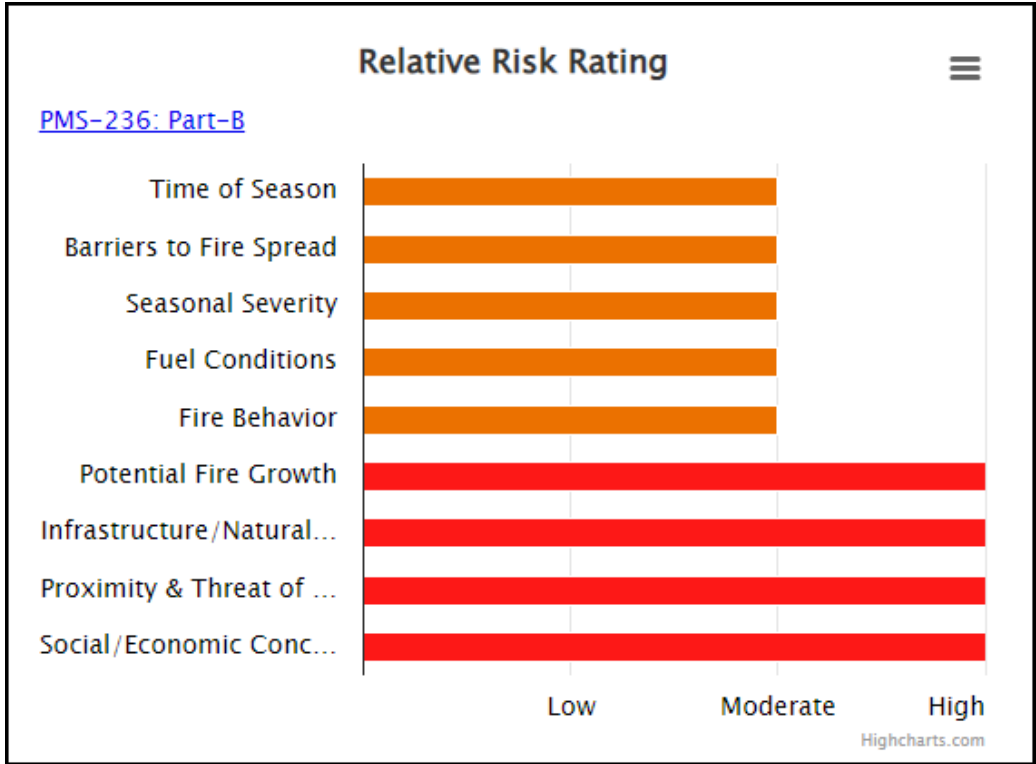 Relative Risk Rating
PMS-236: Part-B
Time of Season
Barriers to Fire Spread
Seasonal Severity
Fuel Conditions
Fire Behavior
Potential Fire Growth
Infrastructure/Natural...
Proximity & Threat of ...
Social/Economic Conc...
Low Moderate High
Highcharts.com